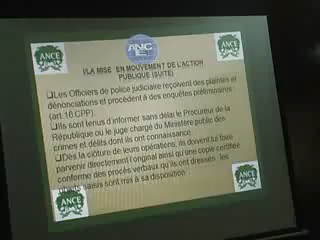 ANCE
ANCE
ANCE
I/LA MISE EN MOUVEMENT DE L'ACTION
PUBLIQUE (SUITE)
❑Les Officiers de police judiciaire reçoivent des plaintes et
dénonciations et procèdent à des enquêtes préliminaires
(art.16 CPP).
❑Ils sont tenus d'informer sans délai le Procureur de la
République ou le juge chargé du Ministère public des
crimes et délits dont ils ont connaissance.
❑Dès la clôture de leurs opérations, ils doivent lui faire
parvenir directement l'original ainsi qu'une copie certifiée
conforme des procès verbaux qu'ils ont dressés : les
objets saisis sont mis à sa disposition
ANCE
ANCE